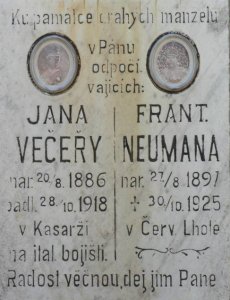 Ku památce drahých manželů
v Pánu
odpočí
vajících:
JANA
VEČEŘY
nar. 20/8. 1886
padl. 28/10. 1918
v Kasarži
na ital. bojišti.
FRANT.
NEUMANA
nar. 27/8. 1891
✝ 30/10. 1925
v Červ. Lhotě
Radost věčnou, dej jim Pane